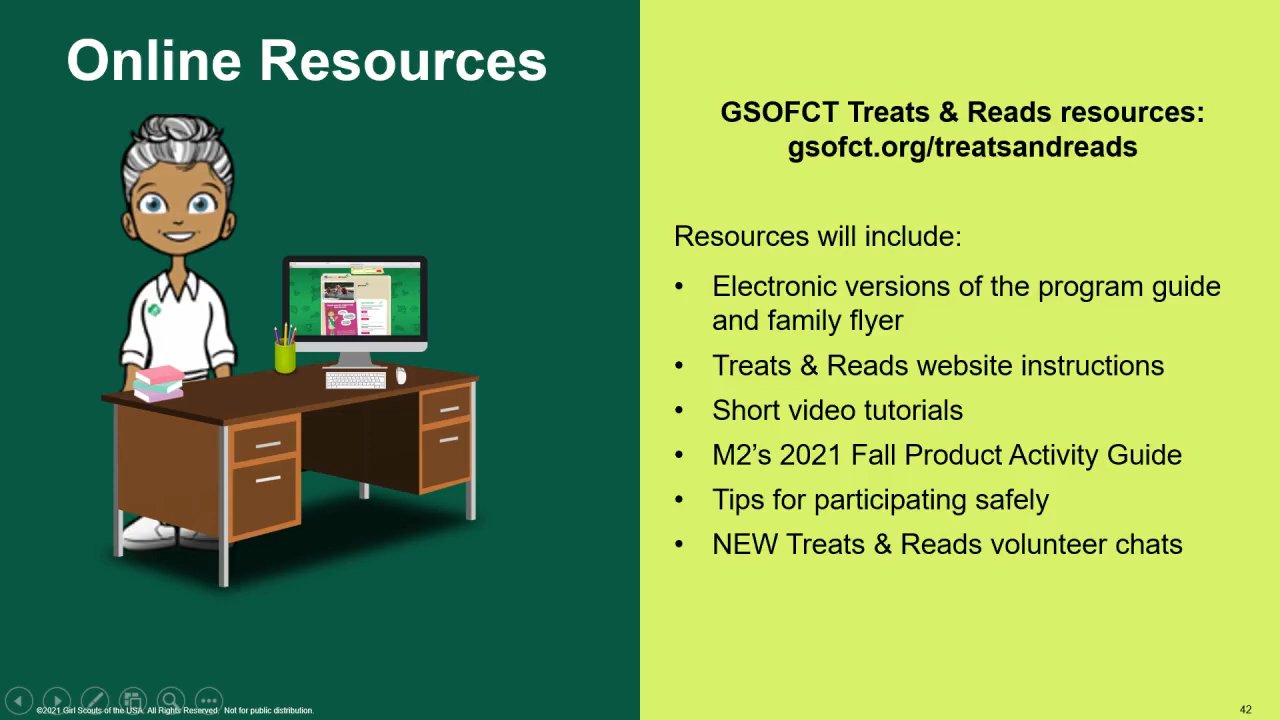 Online Resources
GSOFCT Treats & Reads resources:
gsofct.org/treatsandreads
Resources will include:
• Electronic versions of the program guide
and family flyer
• Treats & Reads website instructions
• Short video tutorials
• M2’s 2021 Fall Product Activity Guide
• Tips for participating safely
• NEW Treats & Reads volunteer chats
©2021 Girl Scouts of the USA. All Rights Reserved. Not for public distribution.
42